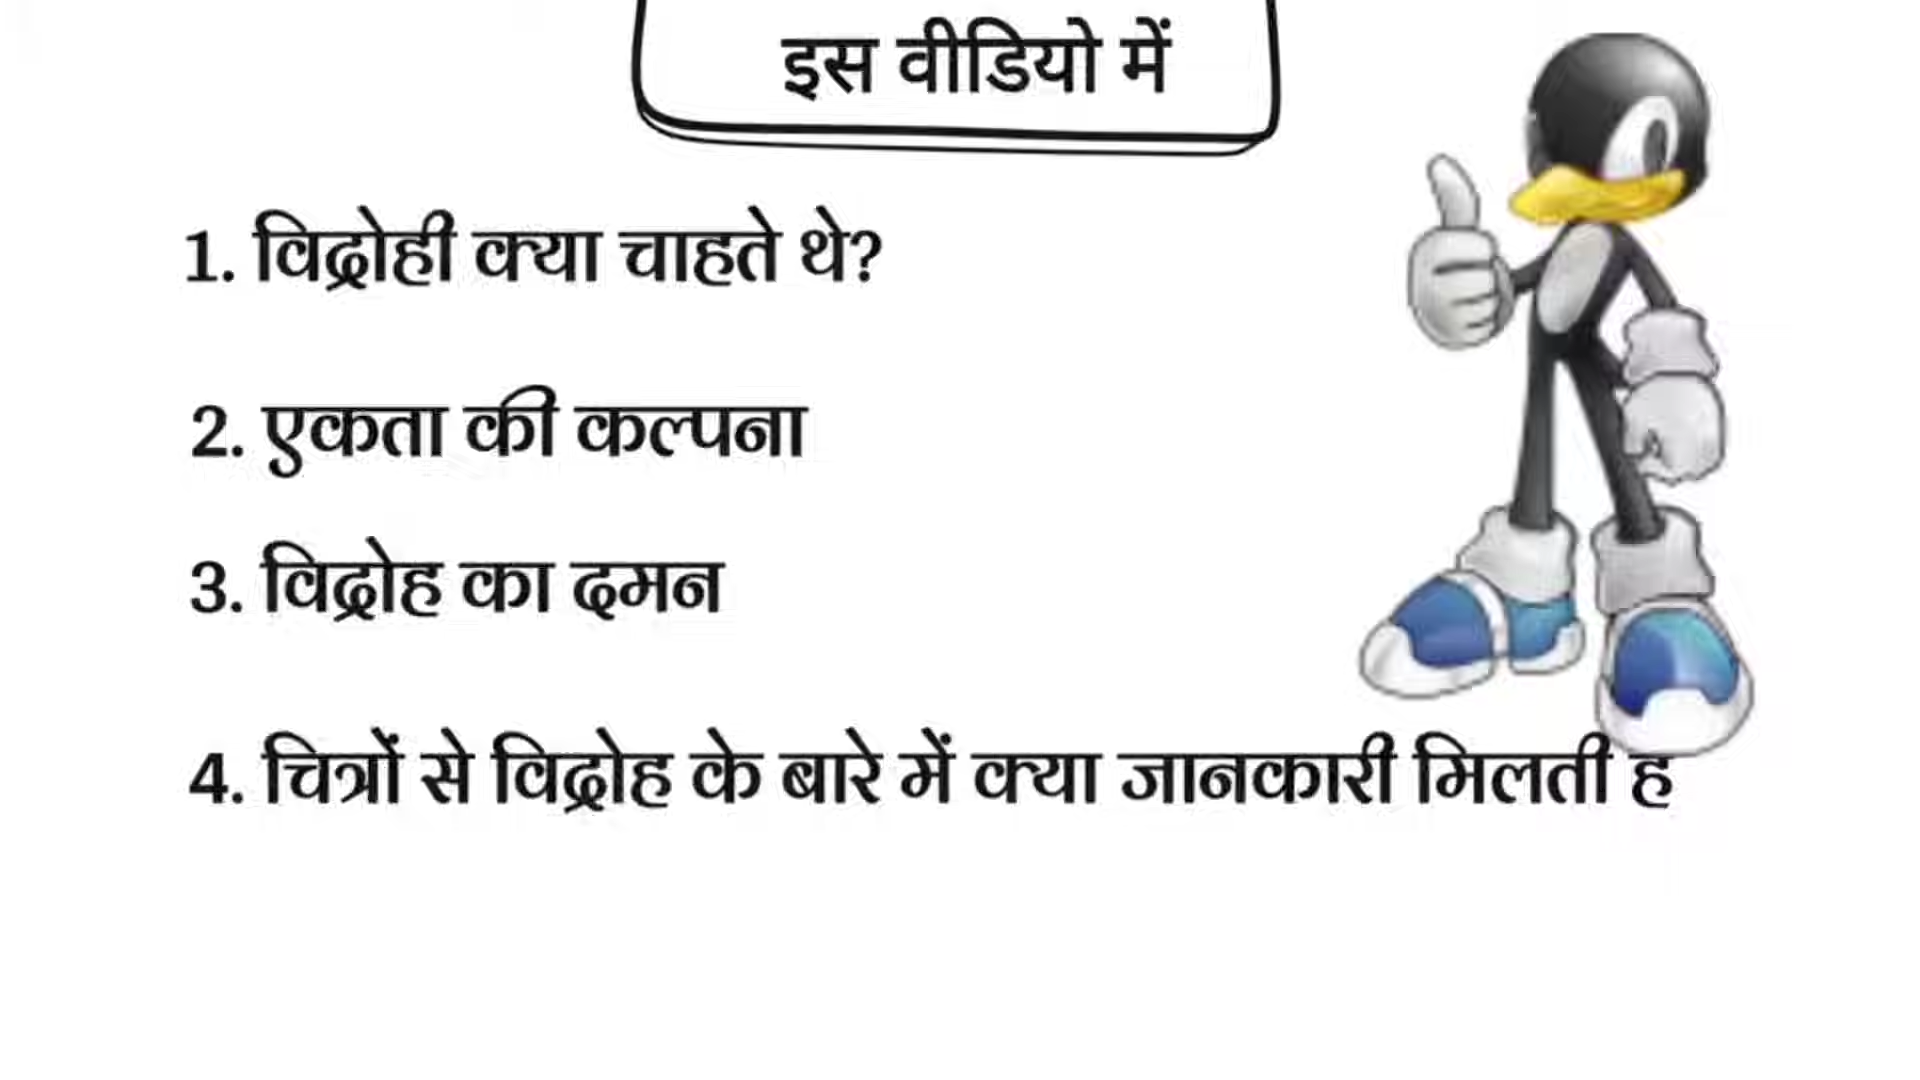 इस वीडियो में
1. विद्रोही क्या चाहते थे?
2. एकता की कल्पना
3. विद्रोह का दमन
4. चित्रों से विद्रोह के बारे में क्या जानकारी मिलती ह